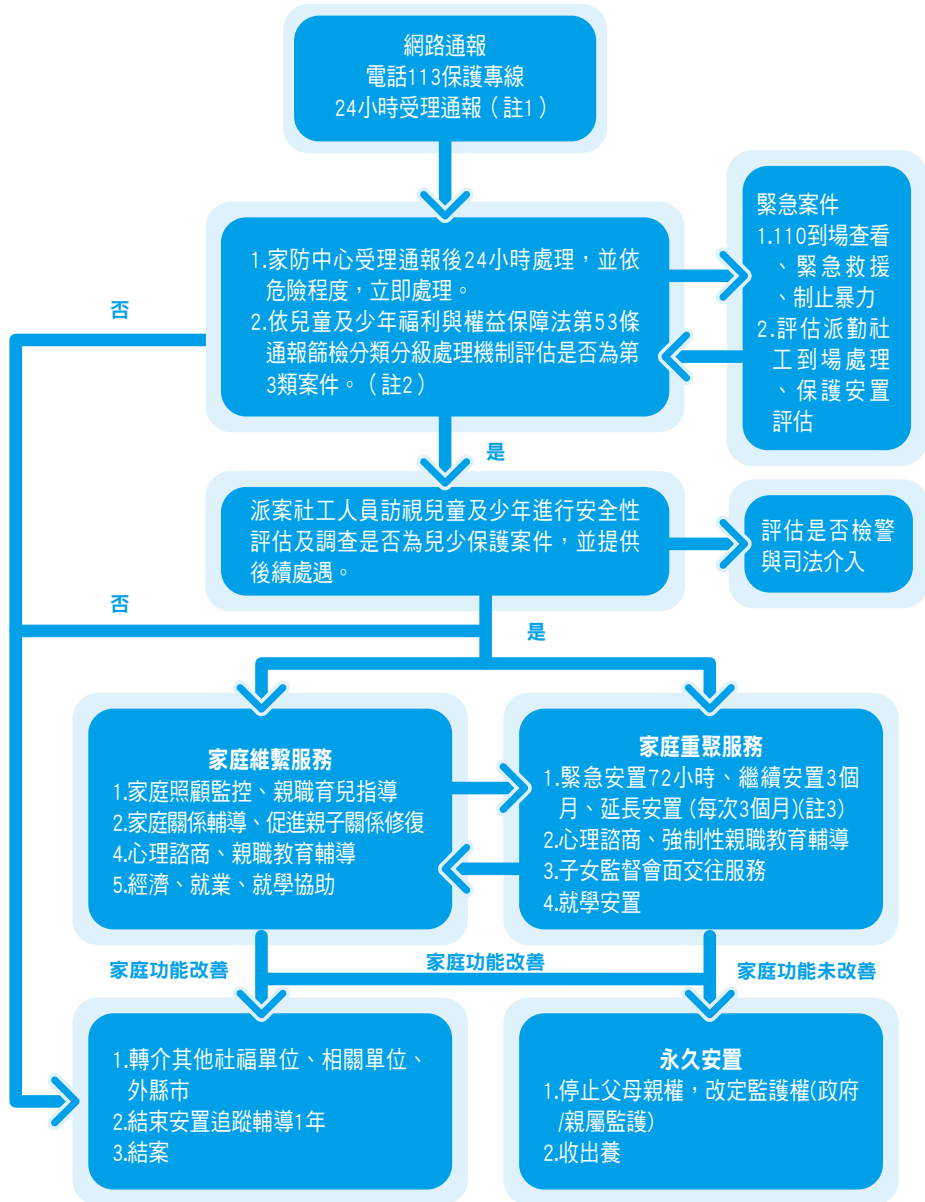 網路通報
電話113保護專線
24小時受理通報（註1）
緊急案件
1.110到場查看
、緊急救援
、制止暴力
2.評估派勤社
工到場處理
、保護安置
評估
1.家防中心受理通報後24小時處理，並依
危險程度，立即處理。
2.依兒童及少年福利與權益保障法第53條
通報篩檢分類分級處理機制評估是否為第
3類案件。（註2）
否
是
派案社工人員訪視兒童及少年進行安全性
評估及調查是否為兒少保護案件，並提供
後續處遇。
評估是否檢警
與司法介入
否
是
家庭維繫服務
1.家庭照顧監控、親職育兒指導
2.家庭關係輔導、促進親子關係修復
4.心理諮商、親職教育輔導
5.經濟、就業、就學協助
家庭重聚服務
1.緊急安置72小時、繼續安置3個
月、延長安置 (每次3個月)(註3)
2.心理諮商、強制性親職教育輔導
3.子女監督會面交往服務
4.就學安置
家庭功能改善
家庭功能改善
家庭功能未改善
1.轉介其他社福單位、相關單位、
外縣市
2.結束安置追蹤輔導1年
3.結案
永久安置
1.停止父母親權，改定監護權(政府
/親屬監護)
2.收出養